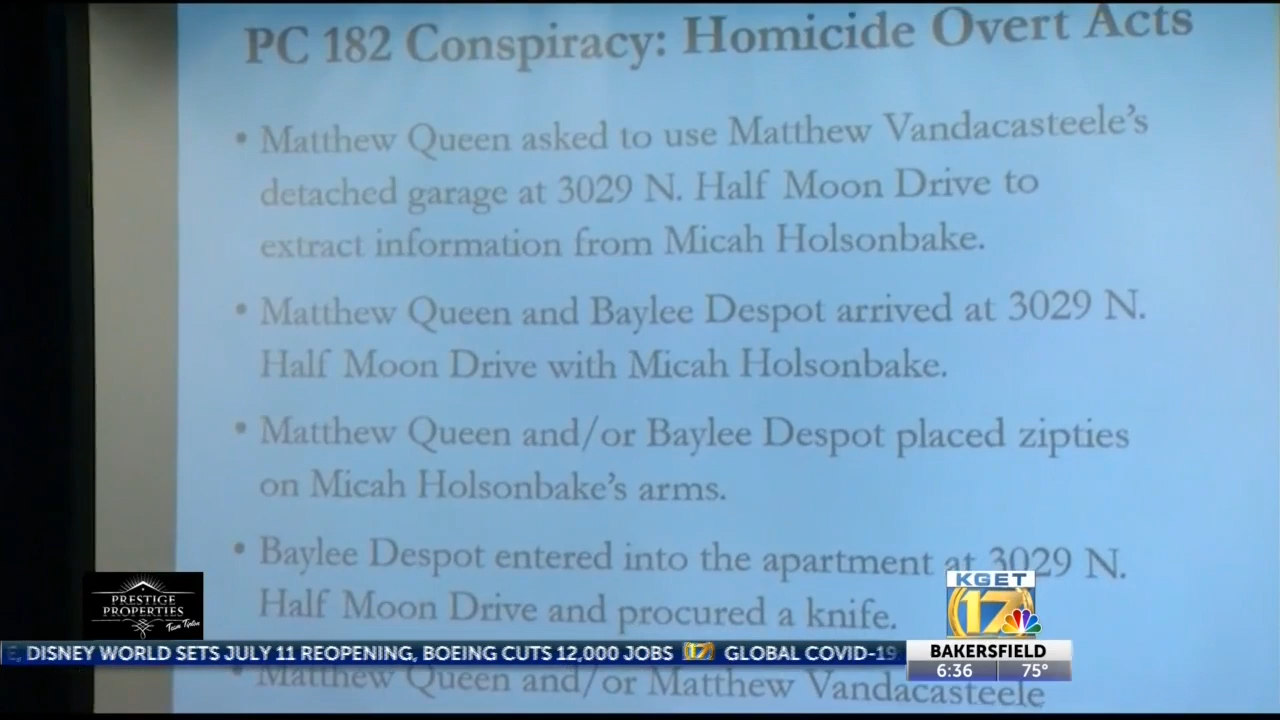 PC 182 Conspiracy: Homicide Overt Acts
• Matthew Queen asked to use Matthew Vandacasteele's
detached garage at 3029 N. Half Moon Drive to
extract information from Micah Holsonbake.
• Matthew Queen and Baylee Despot arrived at 3029 N.
Half Moon Drive with Micah Holsonbake.
• Matthew Queen and/or Baylee Despot placed zipties
on Micah Holsonbake's arms.
• Baylee Despot entered into the apartment at 3029 N.
Half Moon Drive and procured a knife.
• Matthew Queen and/or Matthew Vandacasteele
PRESTIGE
PROPERTIES
Team Tipton
KGET
17
DISNEY WORLD SETS JULY 11 REOPENING, BOEING CUTS 12,000 JOBS 17 GLOBAL COVID-19
BAKERSFIELD
6:36 75°